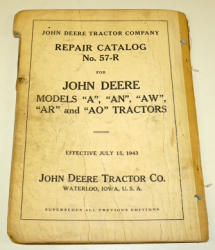 JOHN DEERE TRACTOR COMPANY
REPAIR CATALOG
No. 57-R
FOR
JOHN DEERE
MODELS "A", "AN", "AW",
"AR" and "AO" TRACTORS
EFFECTIVE JULY 15, 1943
JOHN DEERE TRACTOR CO.
WATERLOO, IOWA, U. S. A.
SUPERSEDES ALL PREVIOUS EDITIONS